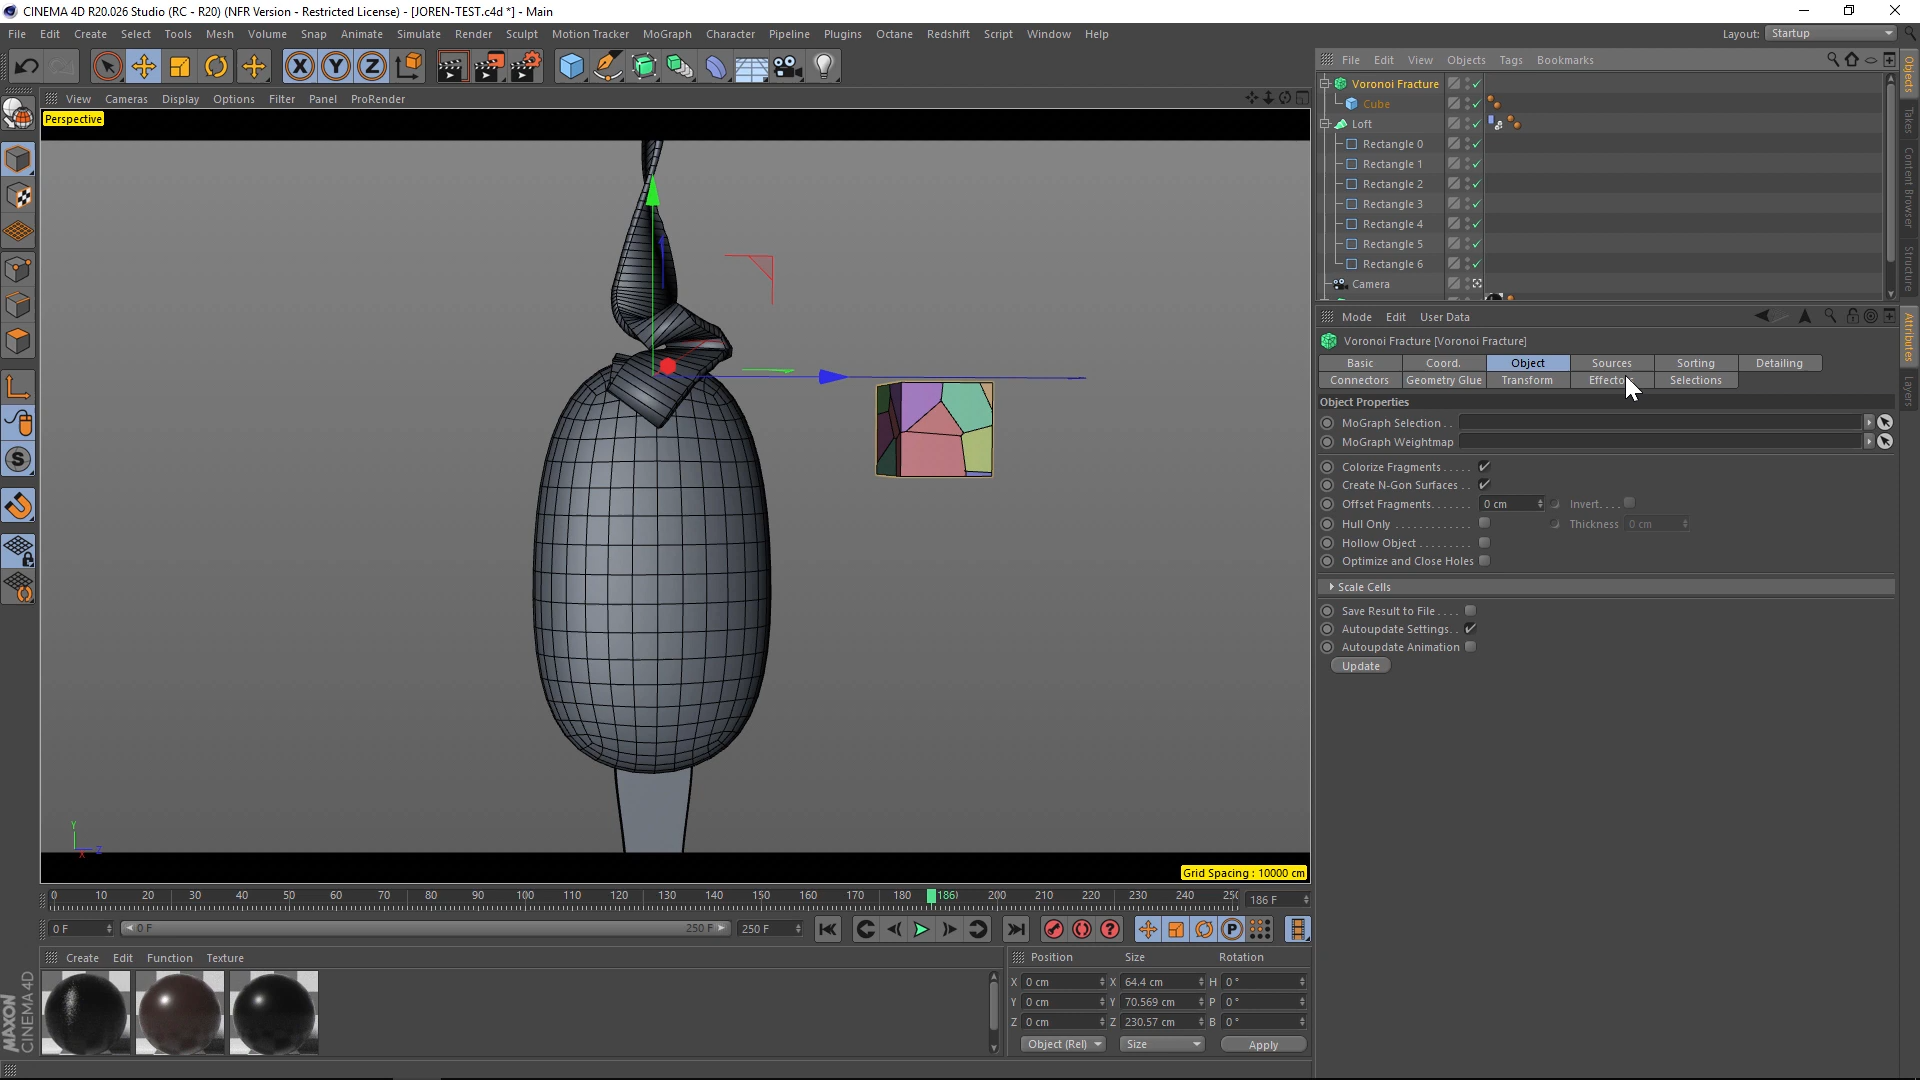 CINEMA 4D R20.026 Studio (RC - R20) (NFR Version - Restricted License) - [JOREN-TEST.c4d *] - Main
File Edit Create Select Tools Mesh Volume Snap Animate Simulate Render Sculpt Motion Tracker MoGraph Character Pipeline Plugins Octane Redshift Script Window Help Layout: Startup
File Edit View Objects Tags Bookmarks
View Cameras Display Options Filter Panel ProRender
Perspective
Voronoi Fracture
Cube
Loft
Rectangle 0
Rectangle 1
Rectangle 2
Rectangle 3
Rectangle 4
Rectangle 5
Rectangle 6
Camera
Objects
Takes
Content Browser
Structure
Mode Edit User Data
Attributes
Layers
Voronoi Fracture [Voronoi Fracture]
Basic Coord. Object Sources Sorting Detailing
Connectors Geometry Glue Transform Effecto Selections
Object Properties
MoGraph Selection . .
MoGraph Weightmap
Colorize Fragments . . . . .
Create N-Gon Surfaces . .
Offset Fragments. . . . . . . 0 cm Invert. . . .
Hull Only . . . . . . . . . . . . Thickness 0 cm
Hollow Object . . . . . . . . .
Optimize and Close Holes
Scale Cells
Save Result to File . . . .
Autoupdate Settings. .
Autoupdate Animation
Update
Y
Z
X
Grid Spacing : 10000 cm
0 10 20 30 40 50 60 70 80 90 100 110 120 130 140 150 160 170 180 186 200 210 220 230 240 250 186 F
0 F 0 F 250 F 250 F
Create Edit Function Texture
Position Size Rotation
X 0 cm X 64.4 cm H 0 °
Y 0 cm Y 70.569 cm P 0 °
Z 0 cm Z 230.57 cm B 0 °
Object (Rel) Size Apply
MAXON
CINEMA 4D